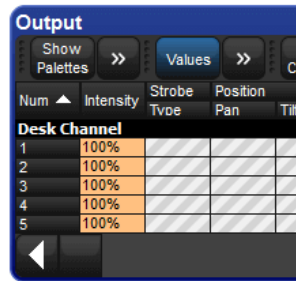 Output
Show Palettes » Values » C
Num Intensity Strobe Position
Type Pan Tilt
Desk Channel
1 100%
2 100%
3 100%
4 100%
5 100%